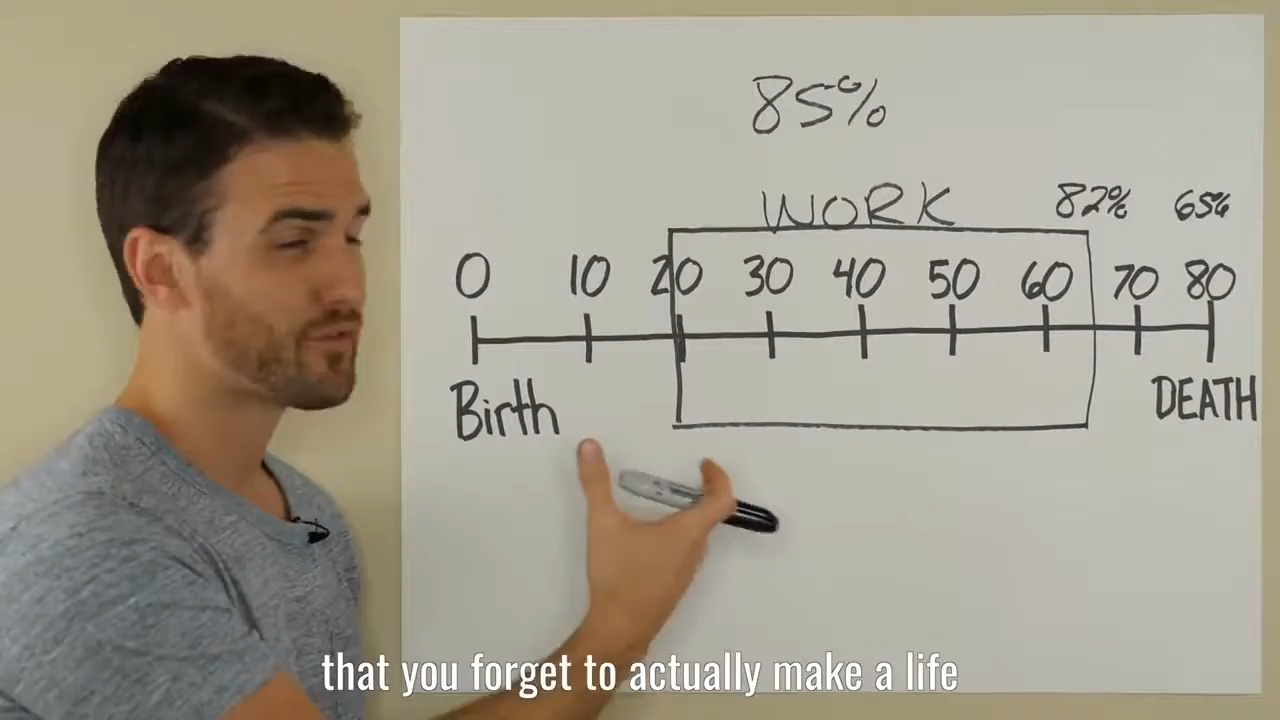 85%
WORK
82% 65%
0 10 20 30 40 50 60 70 80
Birth
DEATH
that you forget to actually make a life